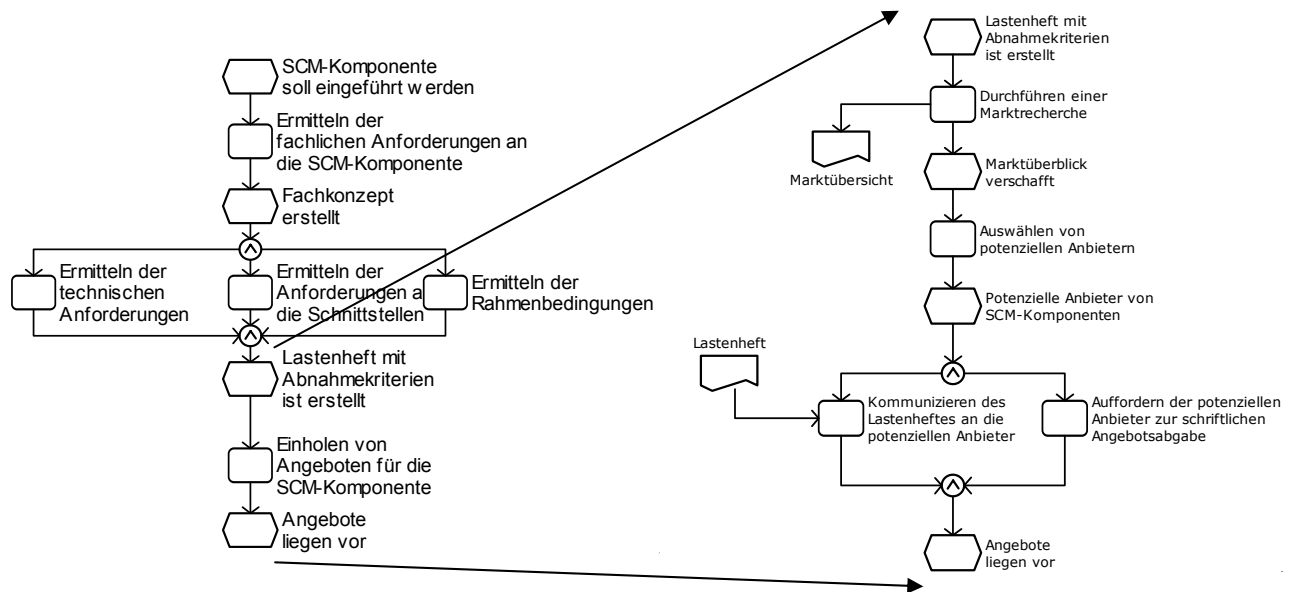 SCM-Komponente
soll eingeführt werden
Ermitteln der
fachlichen Anforderungen an
die SCM-Komponente
Fachkonzept
erstellt
Ermitteln der
technischen
Anforderungen
Ermitteln der
Anforderungen a
die Schnittstellen
Ermitteln der
Rahmenbedingungen
Lastenheft mit
Abnahmekriterien
ist erstellt
Einholen von
Angeboten für die
SCM-Komponente
Angebote
liegen vor
Lastenheft mit
Abnahmekriterien
ist erstellt
Durchführen einer
Marktrecherche
Marktübersicht
Marktüberblick
verschafft
Auswählen von
potenziellen Anbietern
Potenzielle Anbieter von
SCM-Komponenten
Lastenheft
Kommunizieren des
Lastenheftes an die
potenziellen Anbieter
Auffordern der potenziellen
Anbieter zur schriftlichen
Angebotsabgabe
Angebote
liegen vor